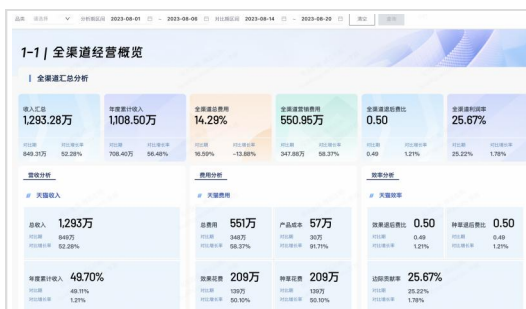 品类 请选择 分析期区间 2023-08-01 ~ 2023-08-06 对比期区间 2023-08-14 ~ 2023-08-20 清空 查询
1-1 | 全渠道经营概览
全渠道汇总分析
收入汇总 年度累计收入 全渠道总费用 全渠道营销费用 全渠道退后费比 全渠道利润率
1,293.28万 1,108.50万 14.29% 550.95万 0.50 25.67%
对比期 对比增长率 对比期 对比增长率 对比期 对比增长率 对比期 对比增长率 对比期 对比增长率 对比期 对比增长率
849.31万 52.28% 708.40万 56.48% 16.59% -13.88% 347.88万 58.37% 0.49 1.21% 25.22% 1.78%
营收分析 费用分析 效率分析
# 天猫收入 # 天猫费用 # 天猫效率
总收入 1,293万 总费用 551万 产品成本 57万 效果退后费比 0.50 种草退后费比 0.50
对比期 849万 对比期 348万 对比期 30万 对比期 0.49 对比期 0.49
对比增长率 52.28% 对比增长率 58.37% 对比增长率 91.71% 对比增长率 1.21% 对比增长率 1.21%
年度累计收入 49.70% 效果花费 209万 种草花费 209万 边际贡献率 25.67%
对比期 49.11% 对比期 139万 对比期 139万 对比期 25.22%
对比增长率 1.21% 对比增长率 50.10% 对比增长率 50.10% 对比增长率 1.78%